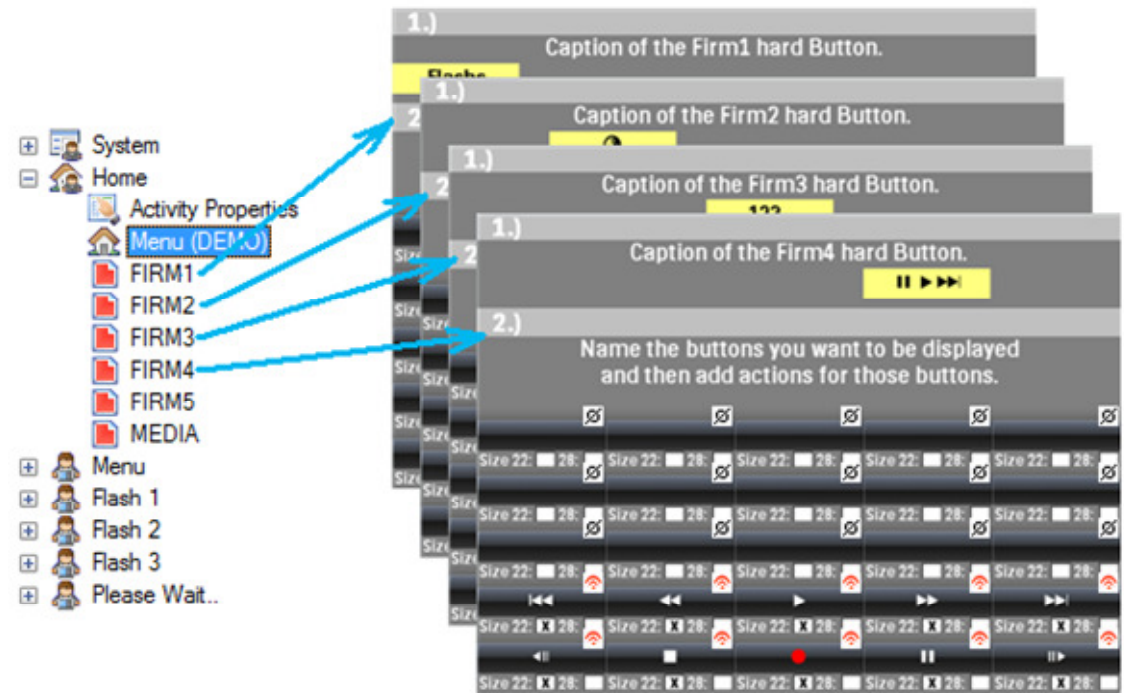 System
Home
Activity Properties
Menu (DEMO)
FIRM1
FIRM2
FIRM3
FIRM4
FIRM5
MEDIA
Menu
Flash 1
Flash 2
Flash 3
Please Wait..
1.)
Caption of the Firm1 hard Button.
Flashs
2
1.)
Caption of the Firm2 hard Button.
2
1.)
Caption of the Firm3 hard Button.
123
2
1.)
Caption of the Firm4 hard Button.
2.)
Name the buttons you want to be displayed
and then add actions for those buttons.
Size 22: 28: Size 22: 28: Size 22: 28: Size 22: 28: Size 22: 28:
Size 22: 28: Size 22: 28: Size 22: 28: Size 22: 28: Size 22: 28:
Size 22: 28: Size 22: 28: Size 22: 28: Size 22: 28: Size 22: 28:
Size 22: X 28: Size 22: X 28: Size 22: X 28: Size 22: X 28: Size 22: X 28:
Size 22: X 28: Size 22: X 28: Size 22: X 28: Size 22: X 28: Size 22: X 28: